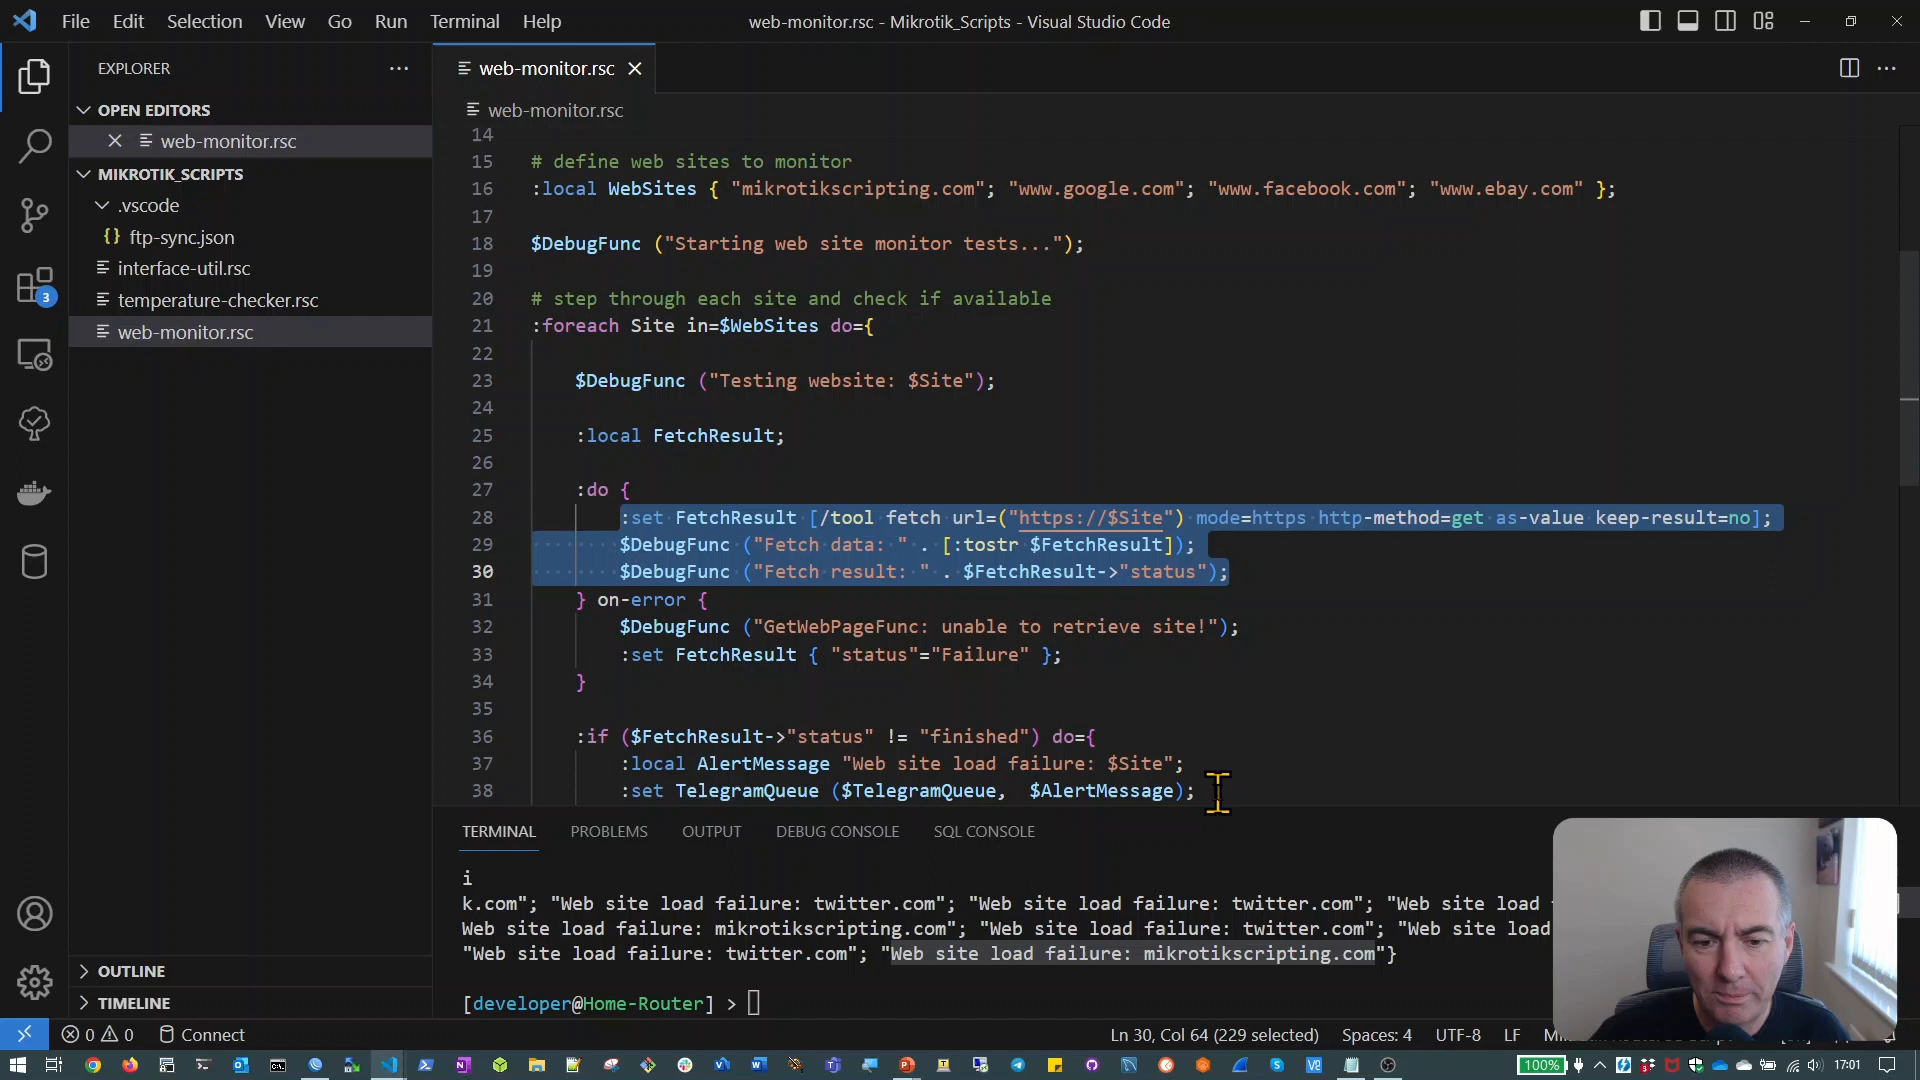 File Edit Selection View Go Run Terminal Help
web-monitor.rsc - Mikrotik_Scripts - Visual Studio Code
EXPLORER
OPEN EDITORS
web-monitor.rsc
MIKROTIK_SCRIPTS
.vscode
{} ftp-sync.json
interface-util.rsc
temperature-checker.rsc
web-monitor.rsc
3
OUTLINE
TIMELINE
web-monitor.rsc
web-monitor.rsc
14
15 # define web sites to monitor
16 :local WebSites { "mikrotikscripting.com"; "www.google.com"; "www.facebook.com"; "www.ebay.com" };
17
18 $DebugFunc ("Starting web site monitor tests...");
19
20 # step through each site and check if available
21 :foreach Site in=$WebSites do={
22
23 $DebugFunc ("Testing website: $Site");
24
25 :local FetchResult;
26
27 :do {
28 :set FetchResult [/tool fetch url=("https://$Site") mode=https http-method=get as-value keep-result=no];
29 $DebugFunc ("Fetch data: " . [:tostr $FetchResult]);
30 $DebugFunc ("Fetch result: " . $FetchResult->"status");
31 } on-error {
32 $DebugFunc ("GetWebPageFunc: unable to retrieve site!");
33 :set FetchResult { "status"="Failure" };
34 }
35
36 :if ($FetchResult->"status" != "finished") do={
37 :local AlertMessage "Web site load failure: $Site";
38 :set TelegramQueue ($TelegramQueue, $AlertMessage);
TERMINAL PROBLEMS OUTPUT DEBUG CONSOLE SQL CONSOLE
i
k.com"; "Web site load failure: twitter.com"; "Web site load failure: twitter.com"; "Web site load
Web site load failure: mikrotikscripting.com"; "Web site load failure: twitter.com"; "Web site load
"Web site load failure: twitter.com"; "Web site load failure: mikrotikscripting.com"}
[developer@Home-Router] >
0 0 Connect
Ln 30, Col 64 (229 selected) Spaces: 4 UTF-8 LF
100%
17:01